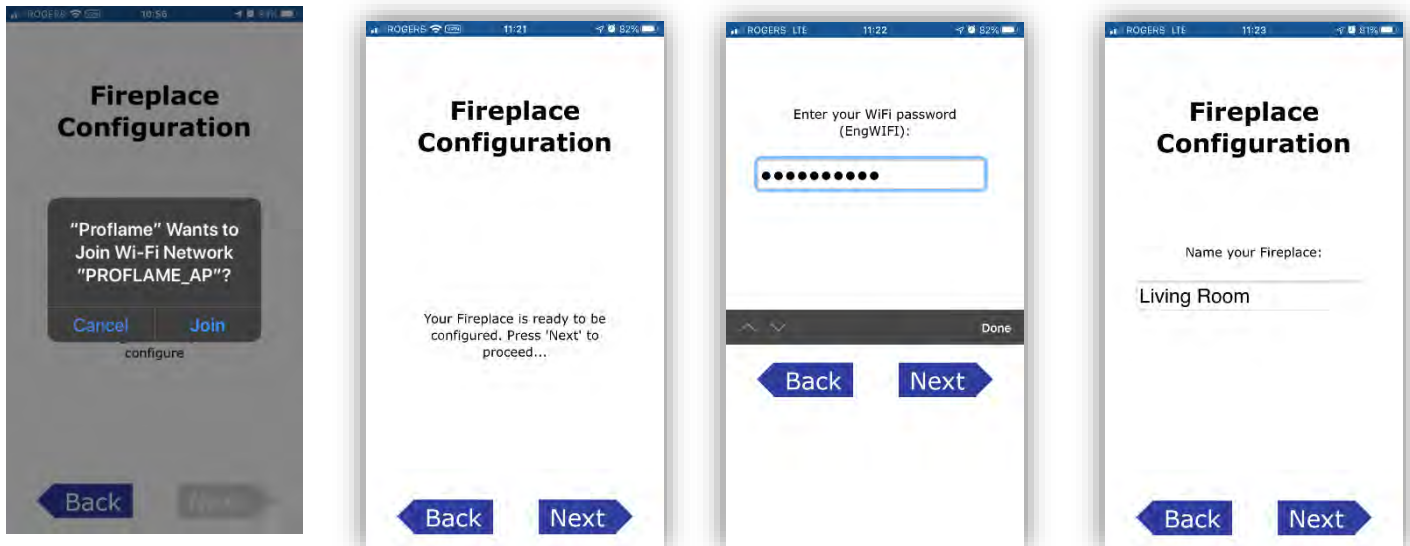 ROGERS 10:56
Fireplace
Configuration
"Proflame" Wants to
Join Wi-Fi Network
"PROFLAME_AP"?
Cancel Join
configure
Back Next
ROGERS VPN 11:21 82%
Fireplace
Configuration
Your Fireplace is ready to be
configured. Press 'Next' to
proceed...
Back Next
ROGERS LTE 11:22 82%
Enter your WiFi password
(EngWIFI):
●●●●●●●●●●
Done
Back Next
ROGERS LTE 11:23 81%
Fireplace
Configuration
Name your Fireplace:
Living Room
Back Next